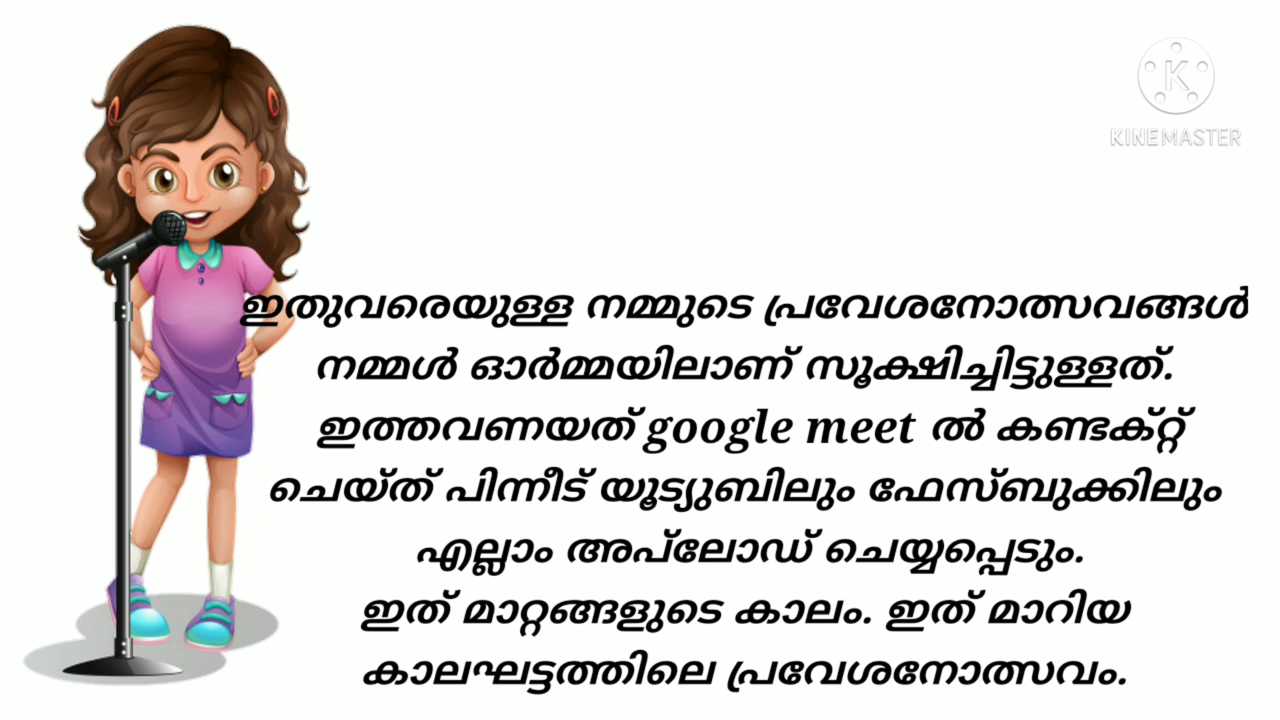 KINEMASTER
ഇതുവരെയുള്ള നമ്മുടെ പ്രവേശനോത്സവങ്ങൾ
നമ്മൾ ഓർമ്മയിലാണ് സൂക്ഷിച്ചിട്ടുള്ളത്.
ഇത്തവണയത് google meet ൽ കണ്ടക്റ്റ്
ചെയ്ത് പിന്നീട് യൂട്യുബിലും ഫേസ്ബുക്കിലും
എല്ലാം അപ്‌ലോഡ് ചെയ്യപ്പെടും.
ഇത് മാറ്റങ്ങളുടെ കാലം. ഇത് മാറിയ
കാലഘട്ടത്തിലെ പ്രവേശനോത്സവം.